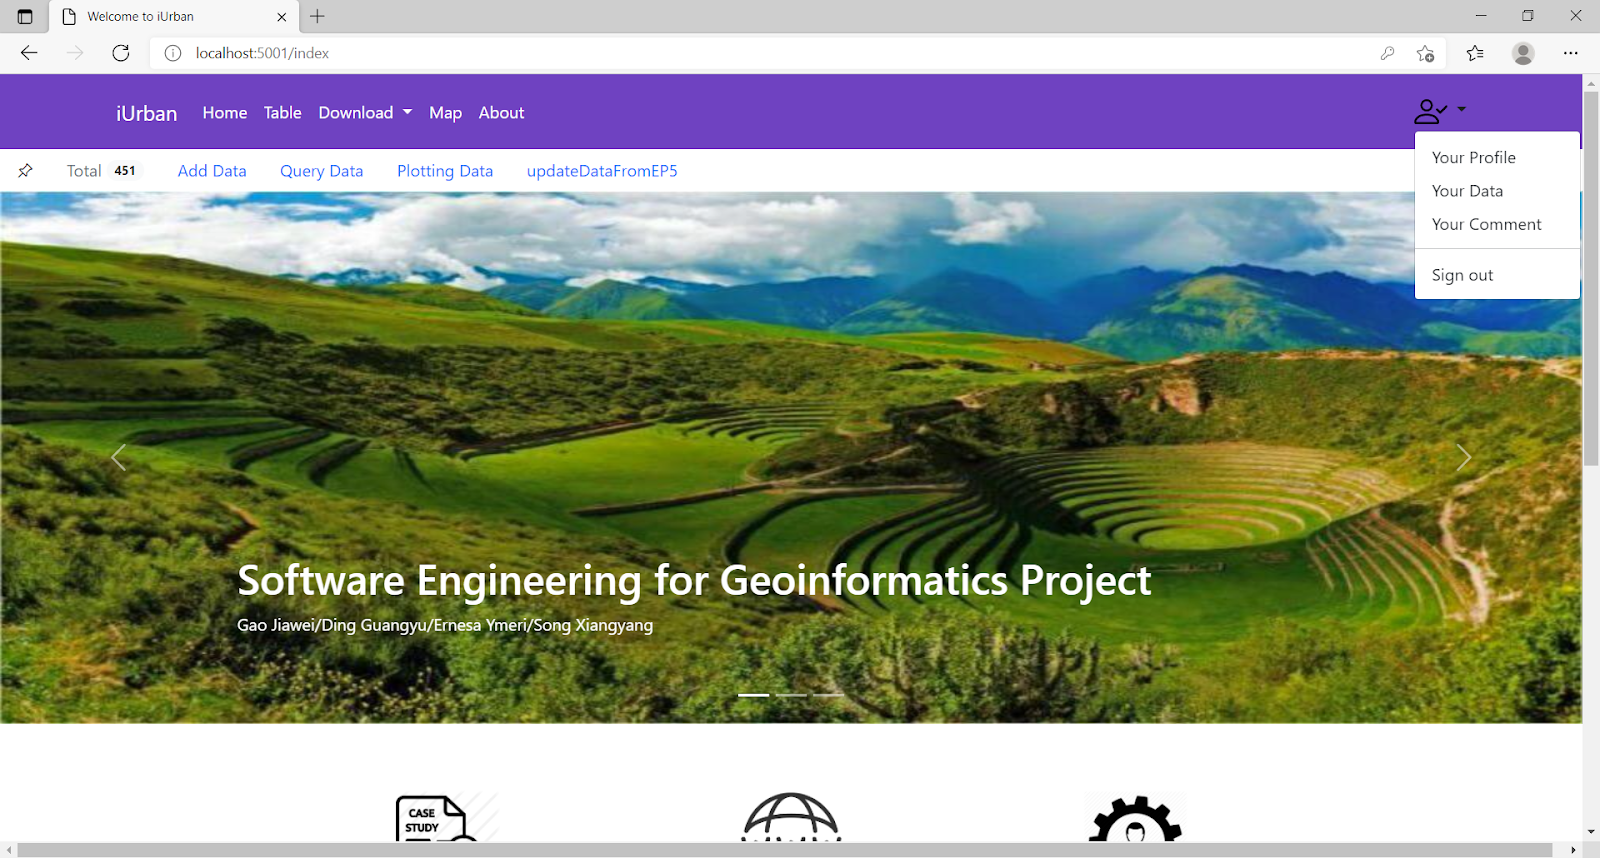 Welcome to iUrban
localhost:5001/index
iUrban Home Table Download Map About
Total 451 Add Data Query Data Plotting Data updateDataFromEP5
Your Profile
Your Data
Your Comment
Sign out
Software Engineering for Geoinformatics Project
Gao Jiawei/Ding Guangyu/Ernesa Ymeri/Song Xiangyang
CASE
STUDY